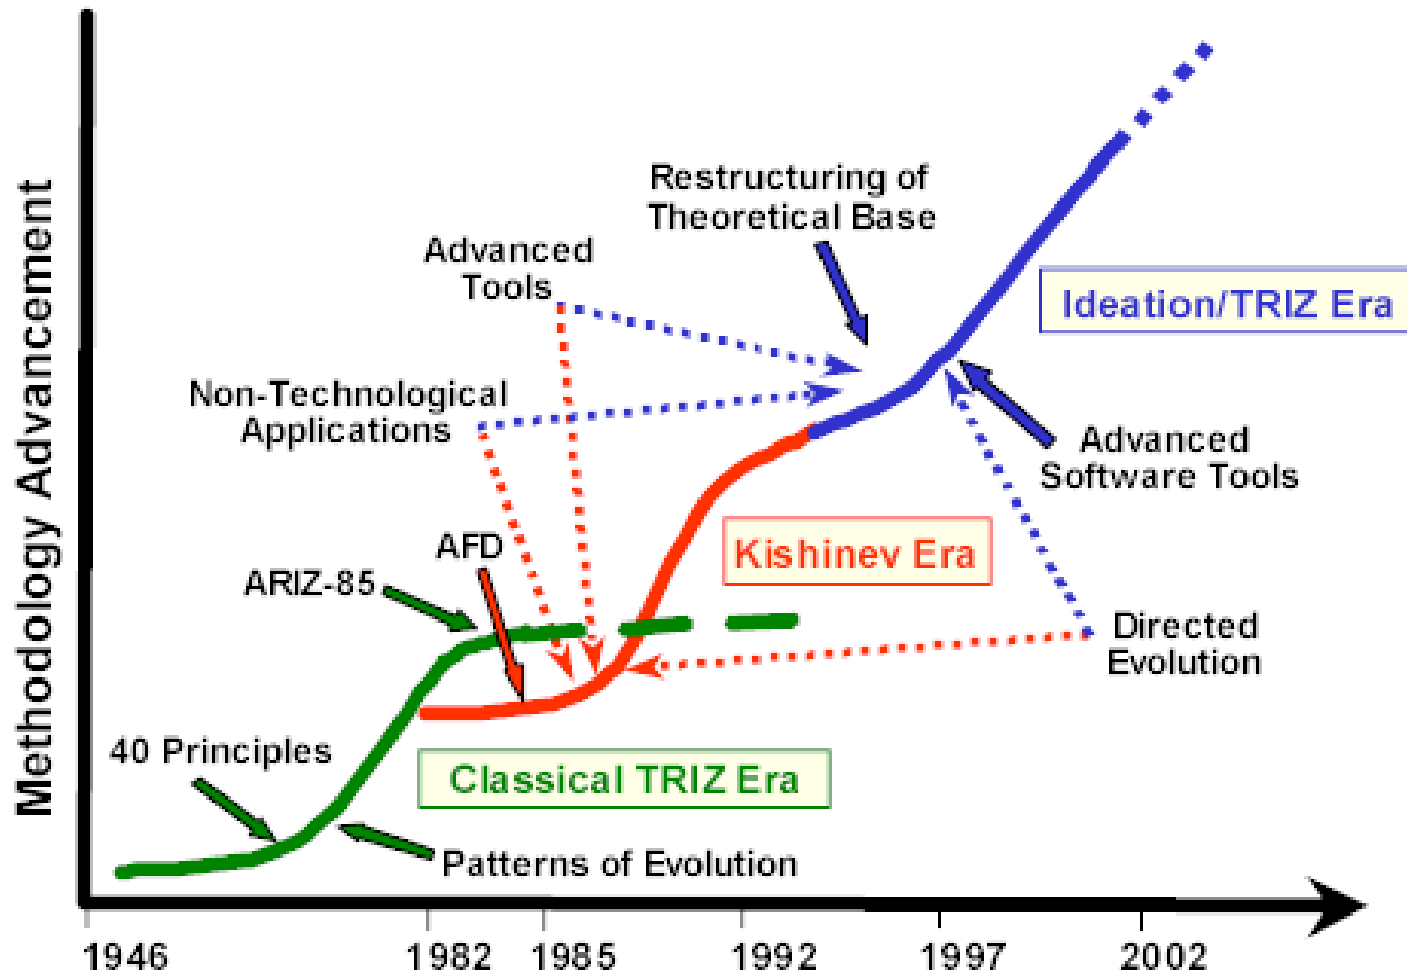 Methodology Advancement
Restructuring of
Theoretical Base
Advanced
Tools
Ideation/TRIZ Era
Non-Technological
Applications
Advanced
Software Tools
AFD
Kishinev Era
ARIZ-85
Directed
Evolution
40 Principles
Classical TRIZ Era
Patterns of Evolution
1946 1982 1985 1992 1997 2002